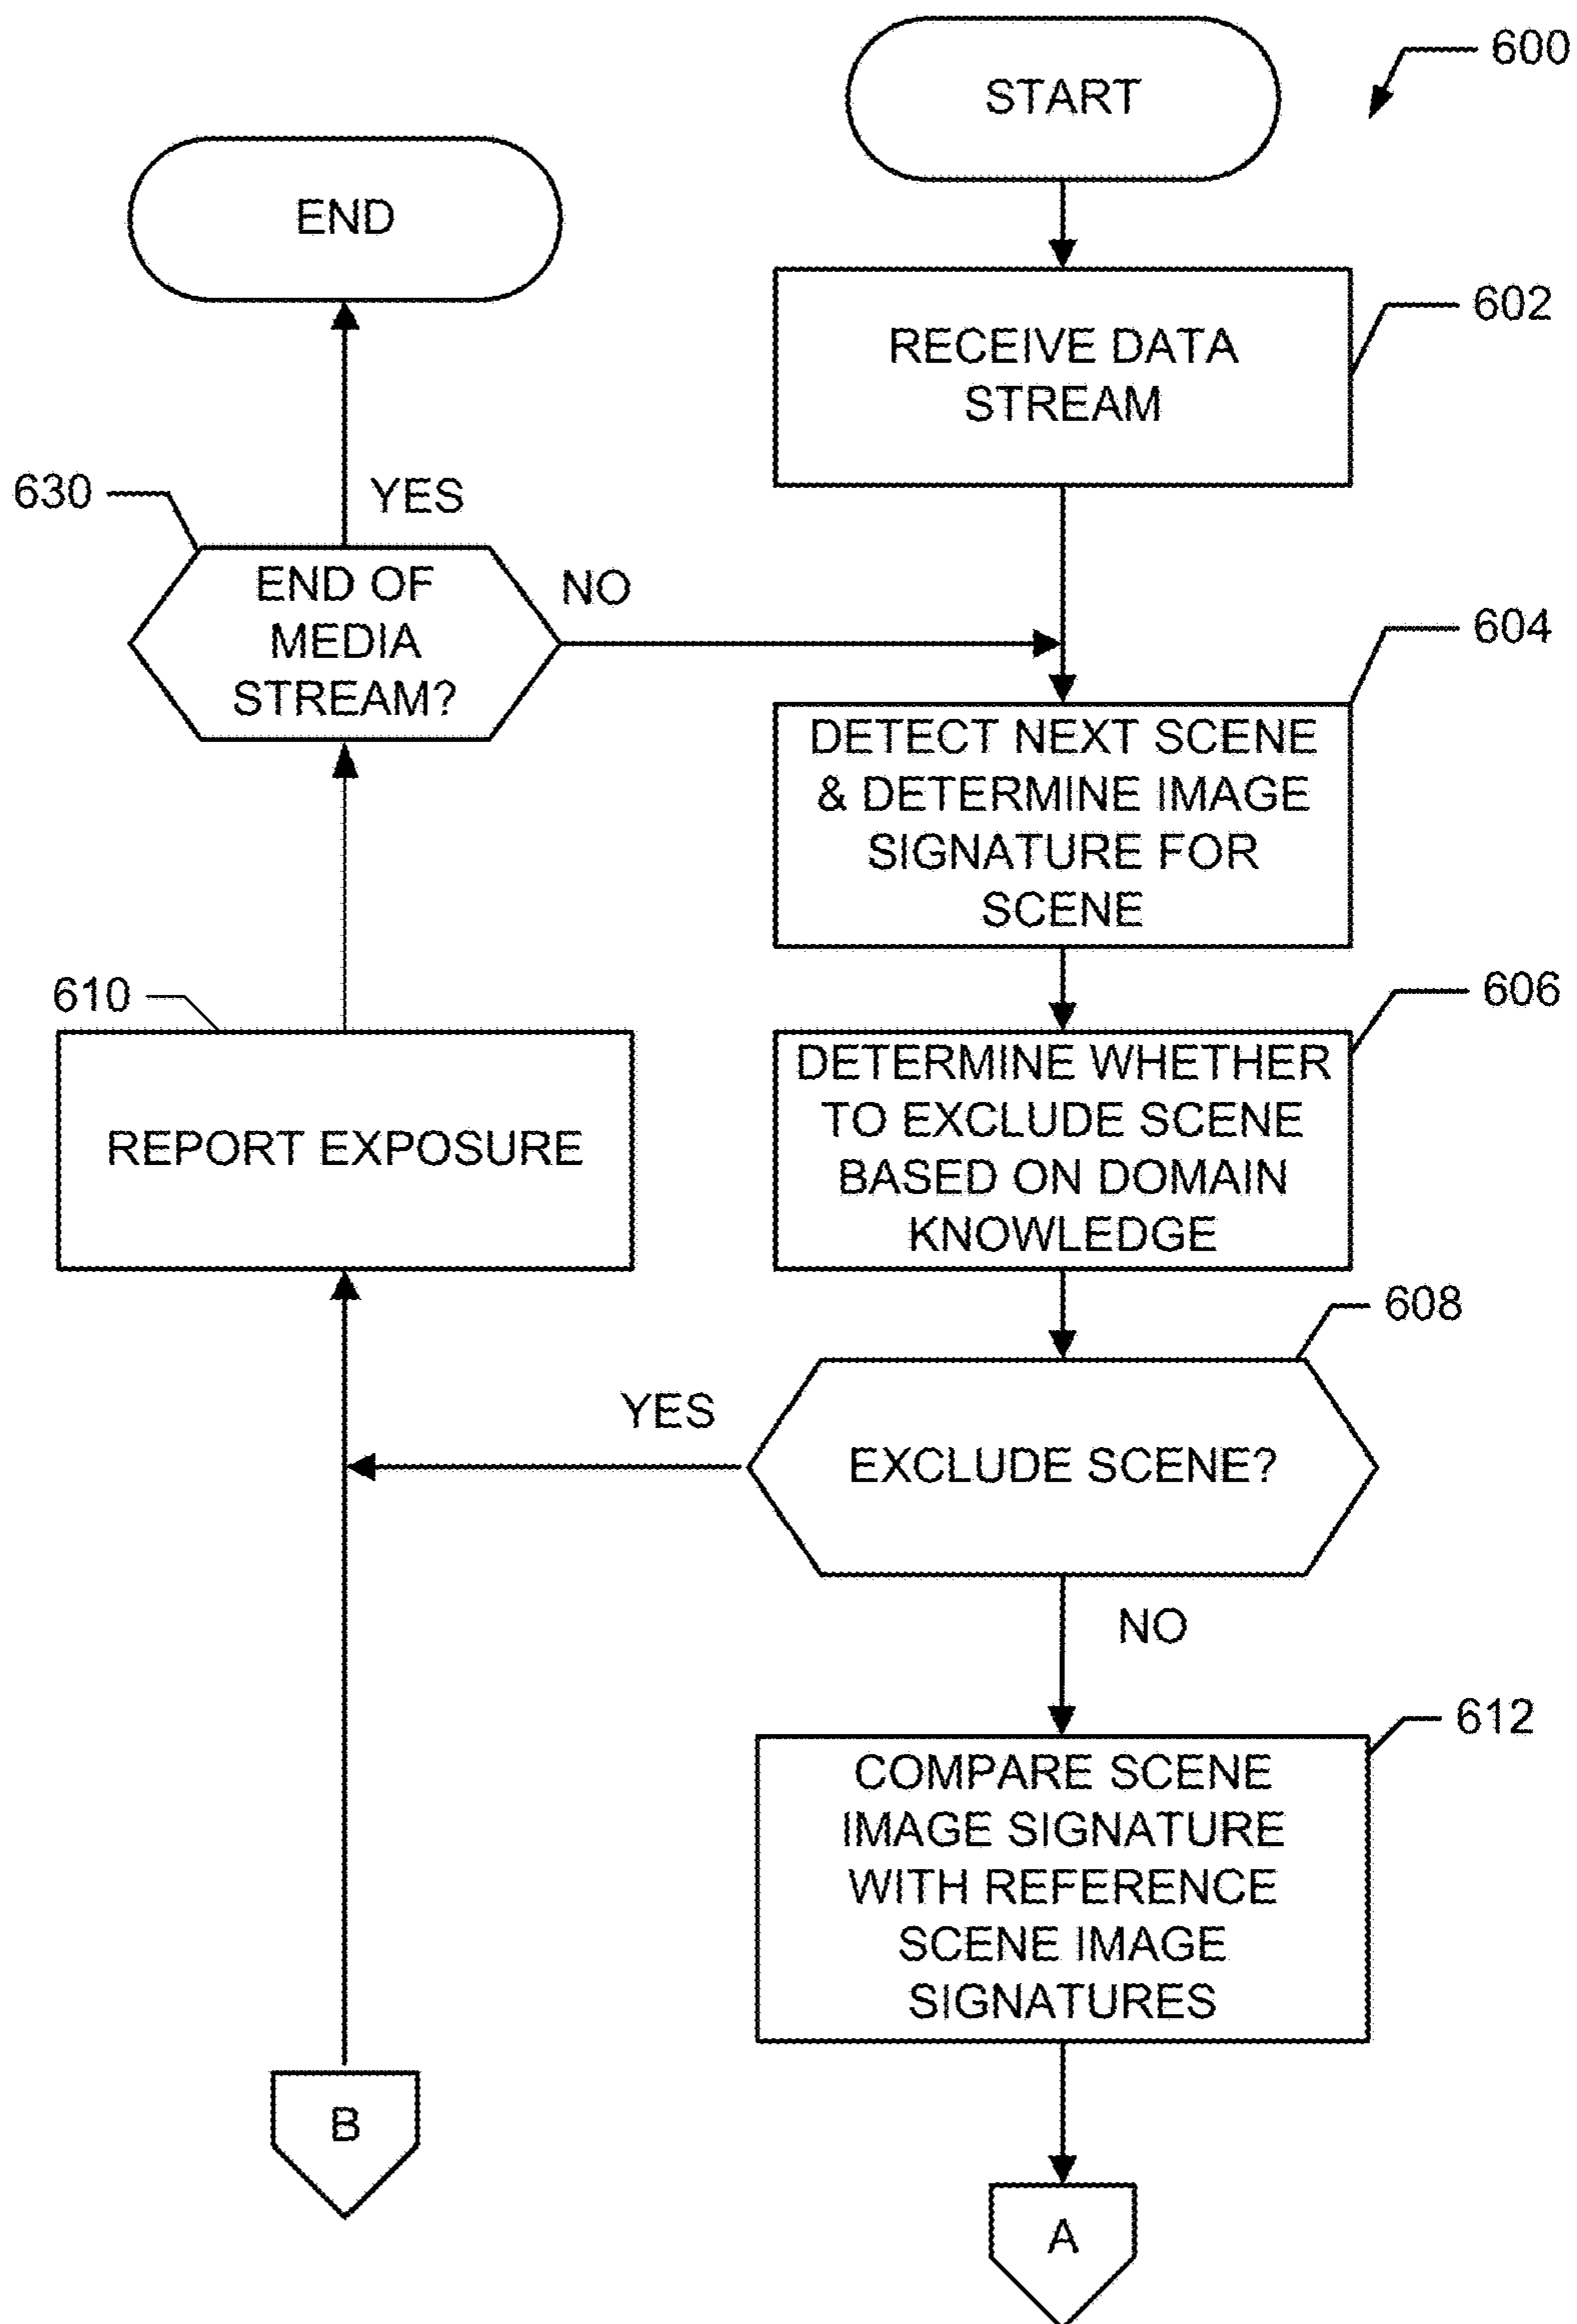 START
600
END
RECEIVE DATA
STREAM
602
630
YES
END OF
MEDIA
STREAM?
NO
604
DETECT NEXT SCENE
& DETERMINE IMAGE
SIGNATURE FOR
SCENE
610
REPORT EXPOSURE
606
DETERMINE WHETHER
TO EXCLUDE SCENE
BASED ON DOMAIN
KNOWLEDGE
608
YES
EXCLUDE SCENE?
NO
612
COMPARE SCENE
IMAGE SIGNATURE
WITH REFERENCE
SCENE IMAGE
SIGNATURES
B
A